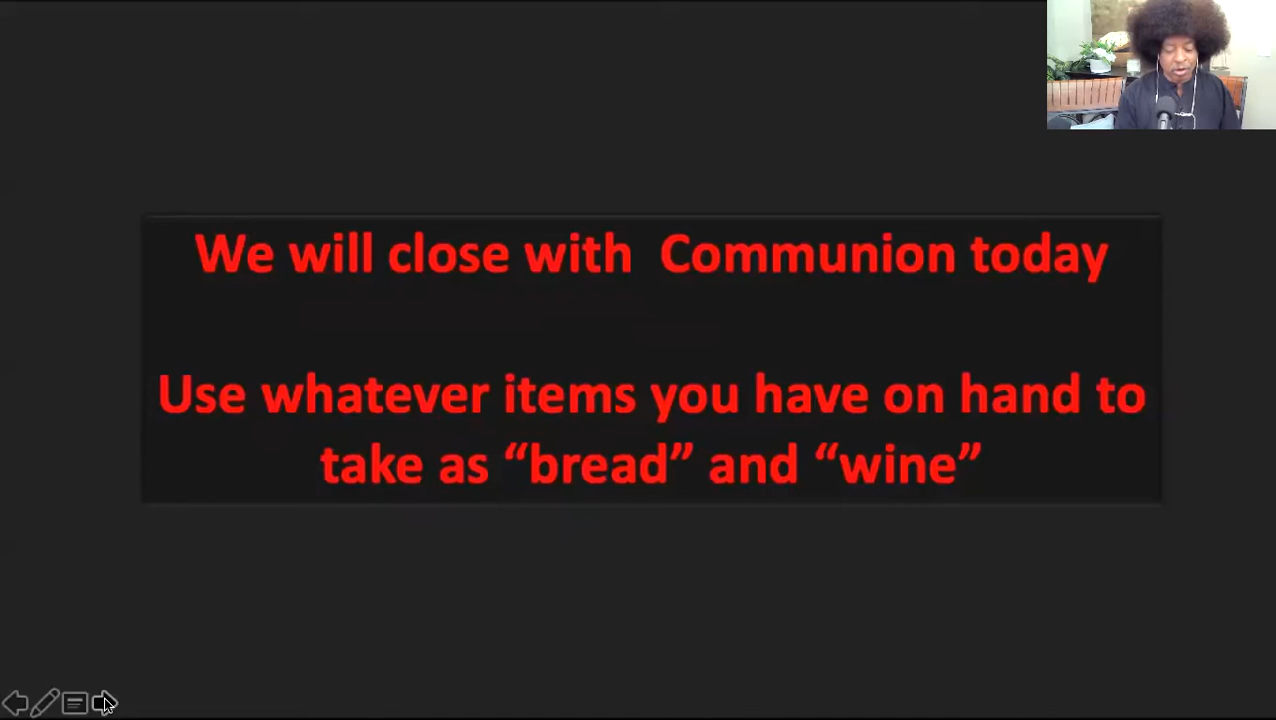 We will close with  Communion today
Use whatever items you have on hand to
take as “bread” and “wine”